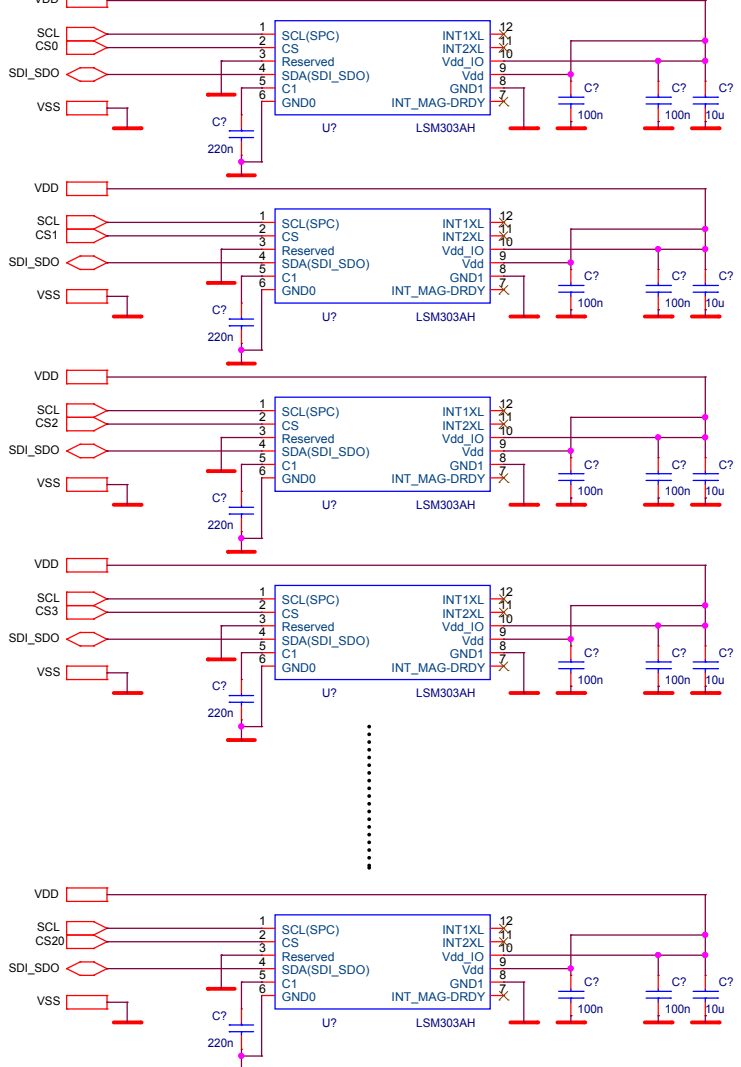 VDD
SCL 1 SCL(SPC) INT1XL 12
CS0 2 CS INT2XL 11
3 Reserved Vdd_IO 10
SDI_SDO 4 SDA(SDI_SDO) Vdd 9
5 C1 GND1 8
6 GND0 INT_MAG-DRDY 7
VSS
C? C? C? C?
220n 100n 100n 10u
U? LSM303AH
VDD
SCL 1 SCL(SPC) INT1XL 12
CS1 2 CS INT2XL 11
3 Reserved Vdd_IO 10
SDI_SDO 4 SDA(SDI_SDO) Vdd 9
5 C1 GND1 8
6 GND0 INT_MAG-DRDY 7
VSS
C? C? C? C?
220n 100n 100n 10u
U? LSM303AH
VDD
SCL 1 SCL(SPC) INT1XL 12
CS2 2 CS INT2XL 11
3 Reserved Vdd_IO 10
SDI_SDO 4 SDA(SDI_SDO) Vdd 9
5 C1 GND1 8
6 GND0 INT_MAG-DRDY 7
VSS
C? C? C? C?
220n 100n 100n 10u
U? LSM303AH
VDD
SCL 1 SCL(SPC) INT1XL 12
CS3 2 CS INT2XL 11
3 Reserved Vdd_IO 10
SDI_SDO 4 SDA(SDI_SDO) Vdd 9
5 C1 GND1 8
6 GND0 INT_MAG-DRDY 7
VSS
C? C? C? C?
220n 100n 100n 10u
U? LSM303AH
VDD
SCL 1 SCL(SPC) INT1XL 12
CS20 2 CS INT2XL 11
3 Reserved Vdd_IO 10
SDI_SDO 4 SDA(SDI_SDO) Vdd 9
5 C1 GND1 8
6 GND0 INT_MAG-DRDY 7
VSS
C? C? C? C?
220n 100n 100n 10u
U? LSM303AH